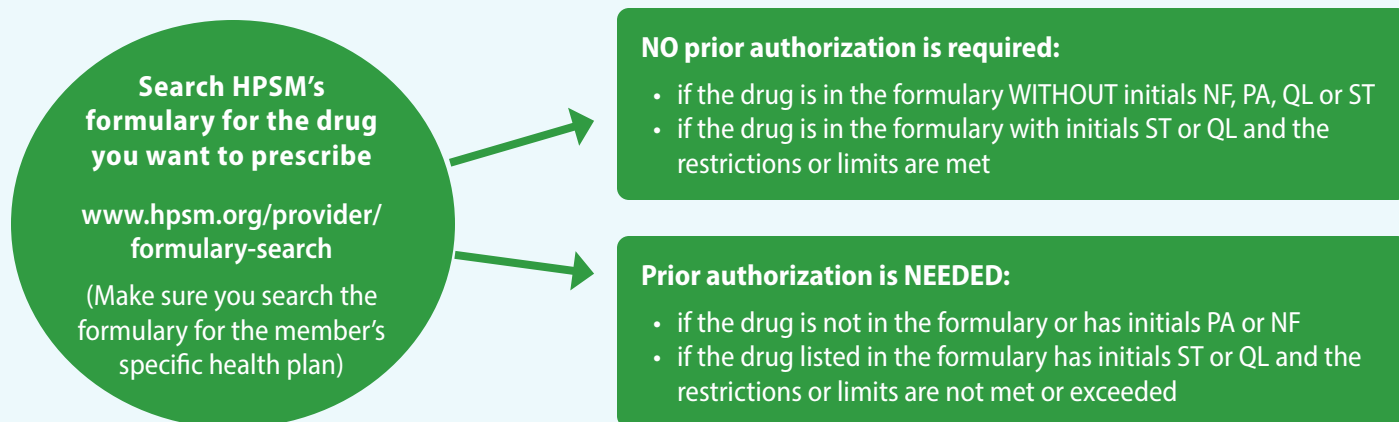 Search HPSM's
formulary for the drug
you want to prescribe
www.hpsm.org/provider/
formulary-search
(Make sure you search the
formulary for the member's
specific health plan)
NO prior authorization is required:
• if the drug is in the formulary WITHOUT initials NF, PA, QL or ST
• if the drug is in the formulary with initials ST or QL and the
restrictions or limits are met
Prior authorization is NEEDED:
• if the drug is not in the formulary or has initials PA or NF
• if the drug listed in the formulary has initials ST or QL and the
restrictions or limits are not met or exceeded